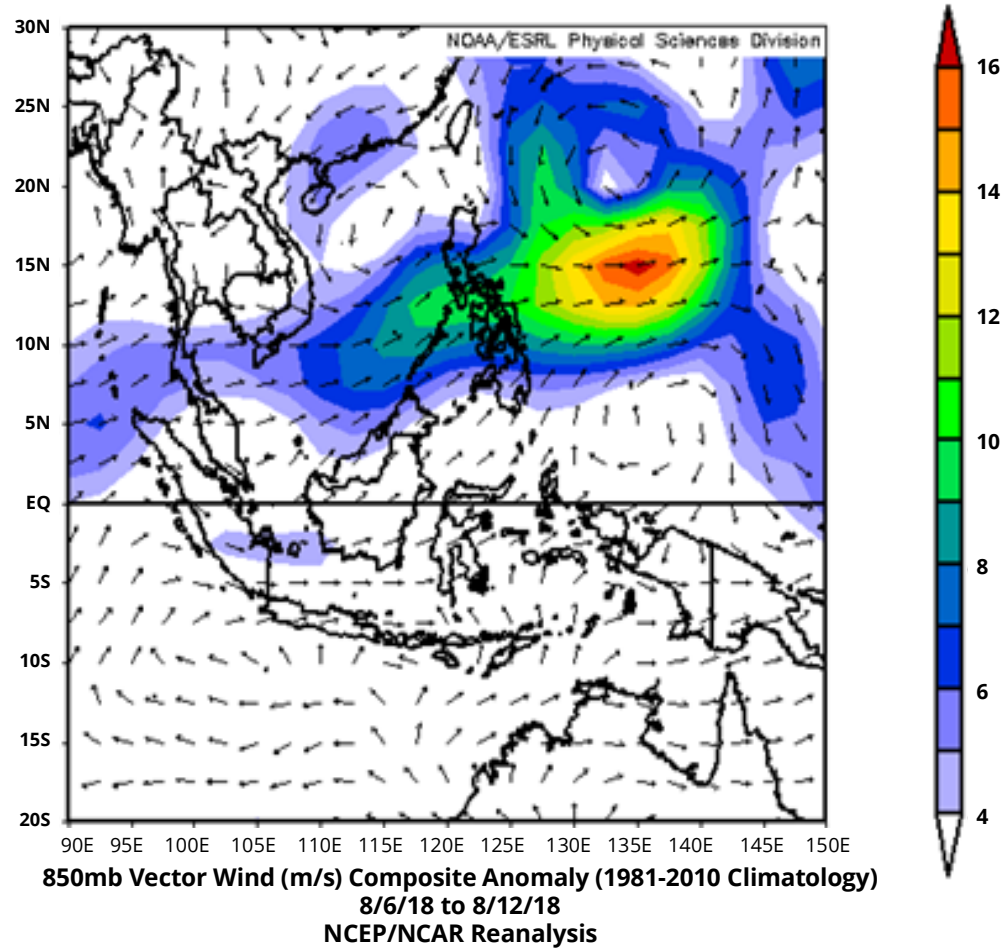 30N
NOAA/ESRL Physical Sciences Division
25N
20N
15N
10N
5N
EQ
5S
10S
15S
20S
90E 95E 100E 105E 110E 115E 120E 125E 130E 135E 140E 145E 150E
16
14
12
10
8
6
4
850mb Vector Wind (m/s) Composite Anomaly (1981-2010 Climatology)
8/6/18 to 8/12/18
NCEP/NCAR Reanalysis